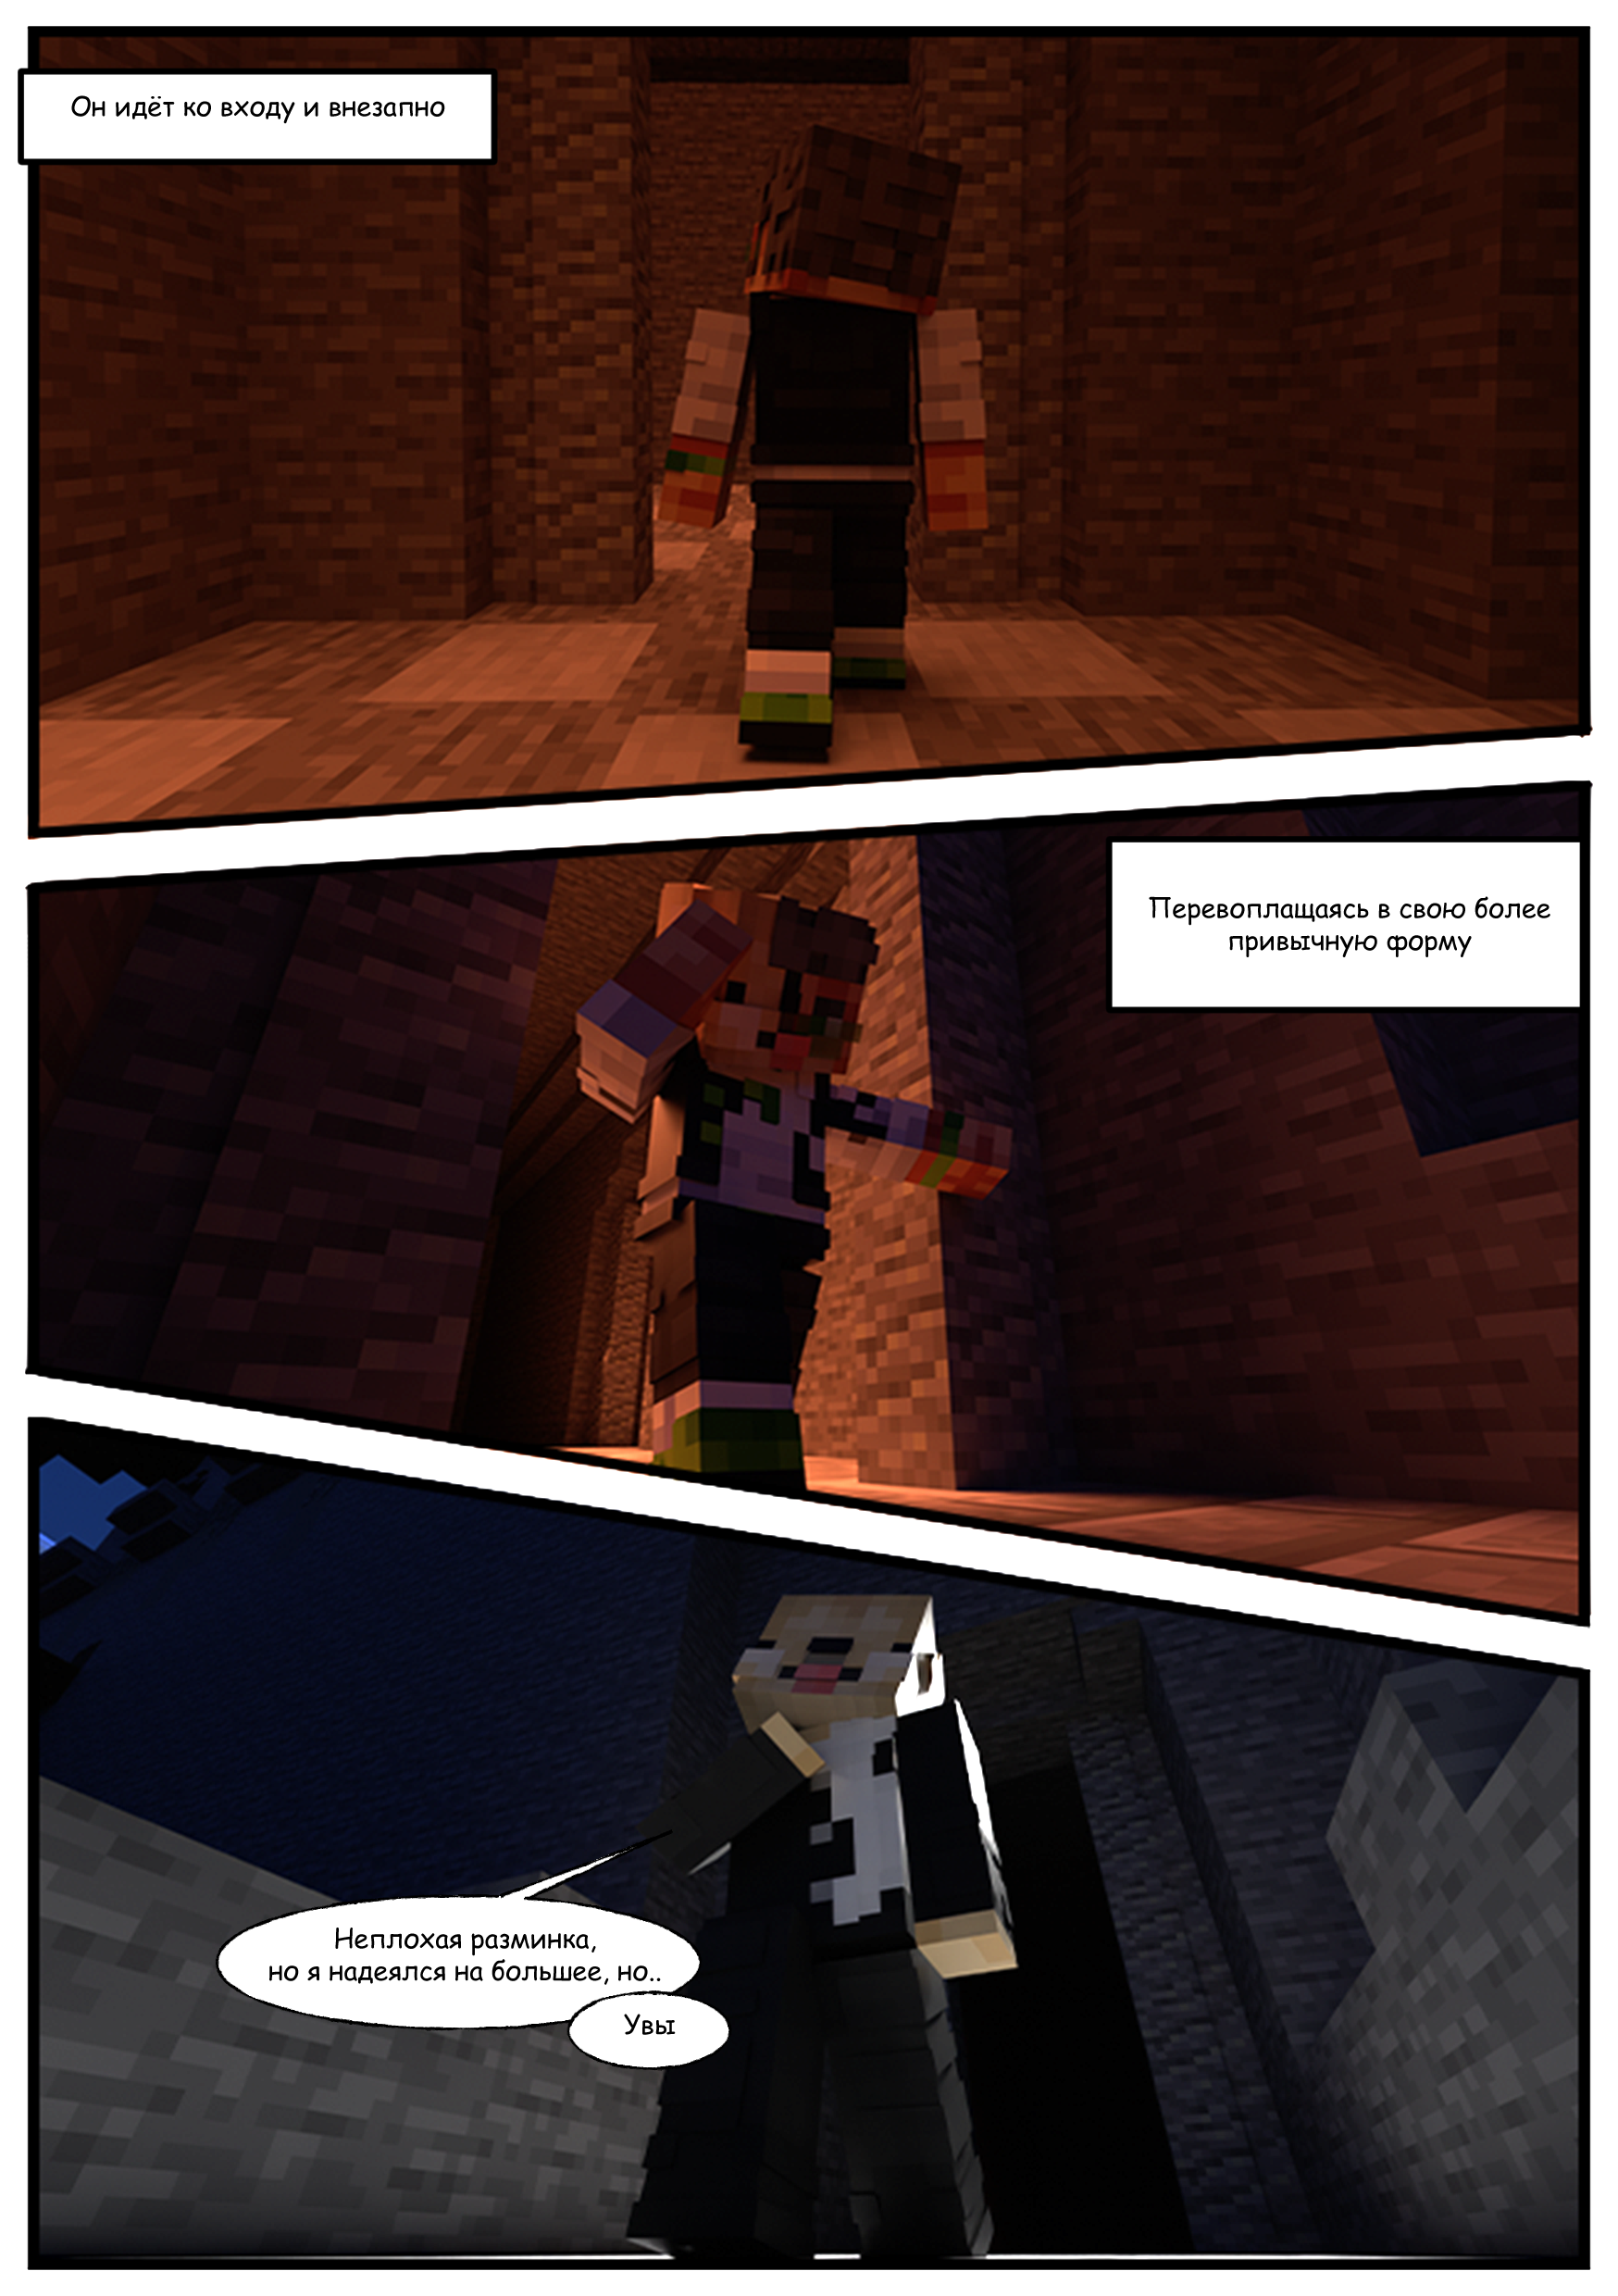 Он идёт ко входу и внезапно
Перевоплащаясь в свою более
привычную форму
Неплохая разминка,
но я надеялся на большее, но..
Увы